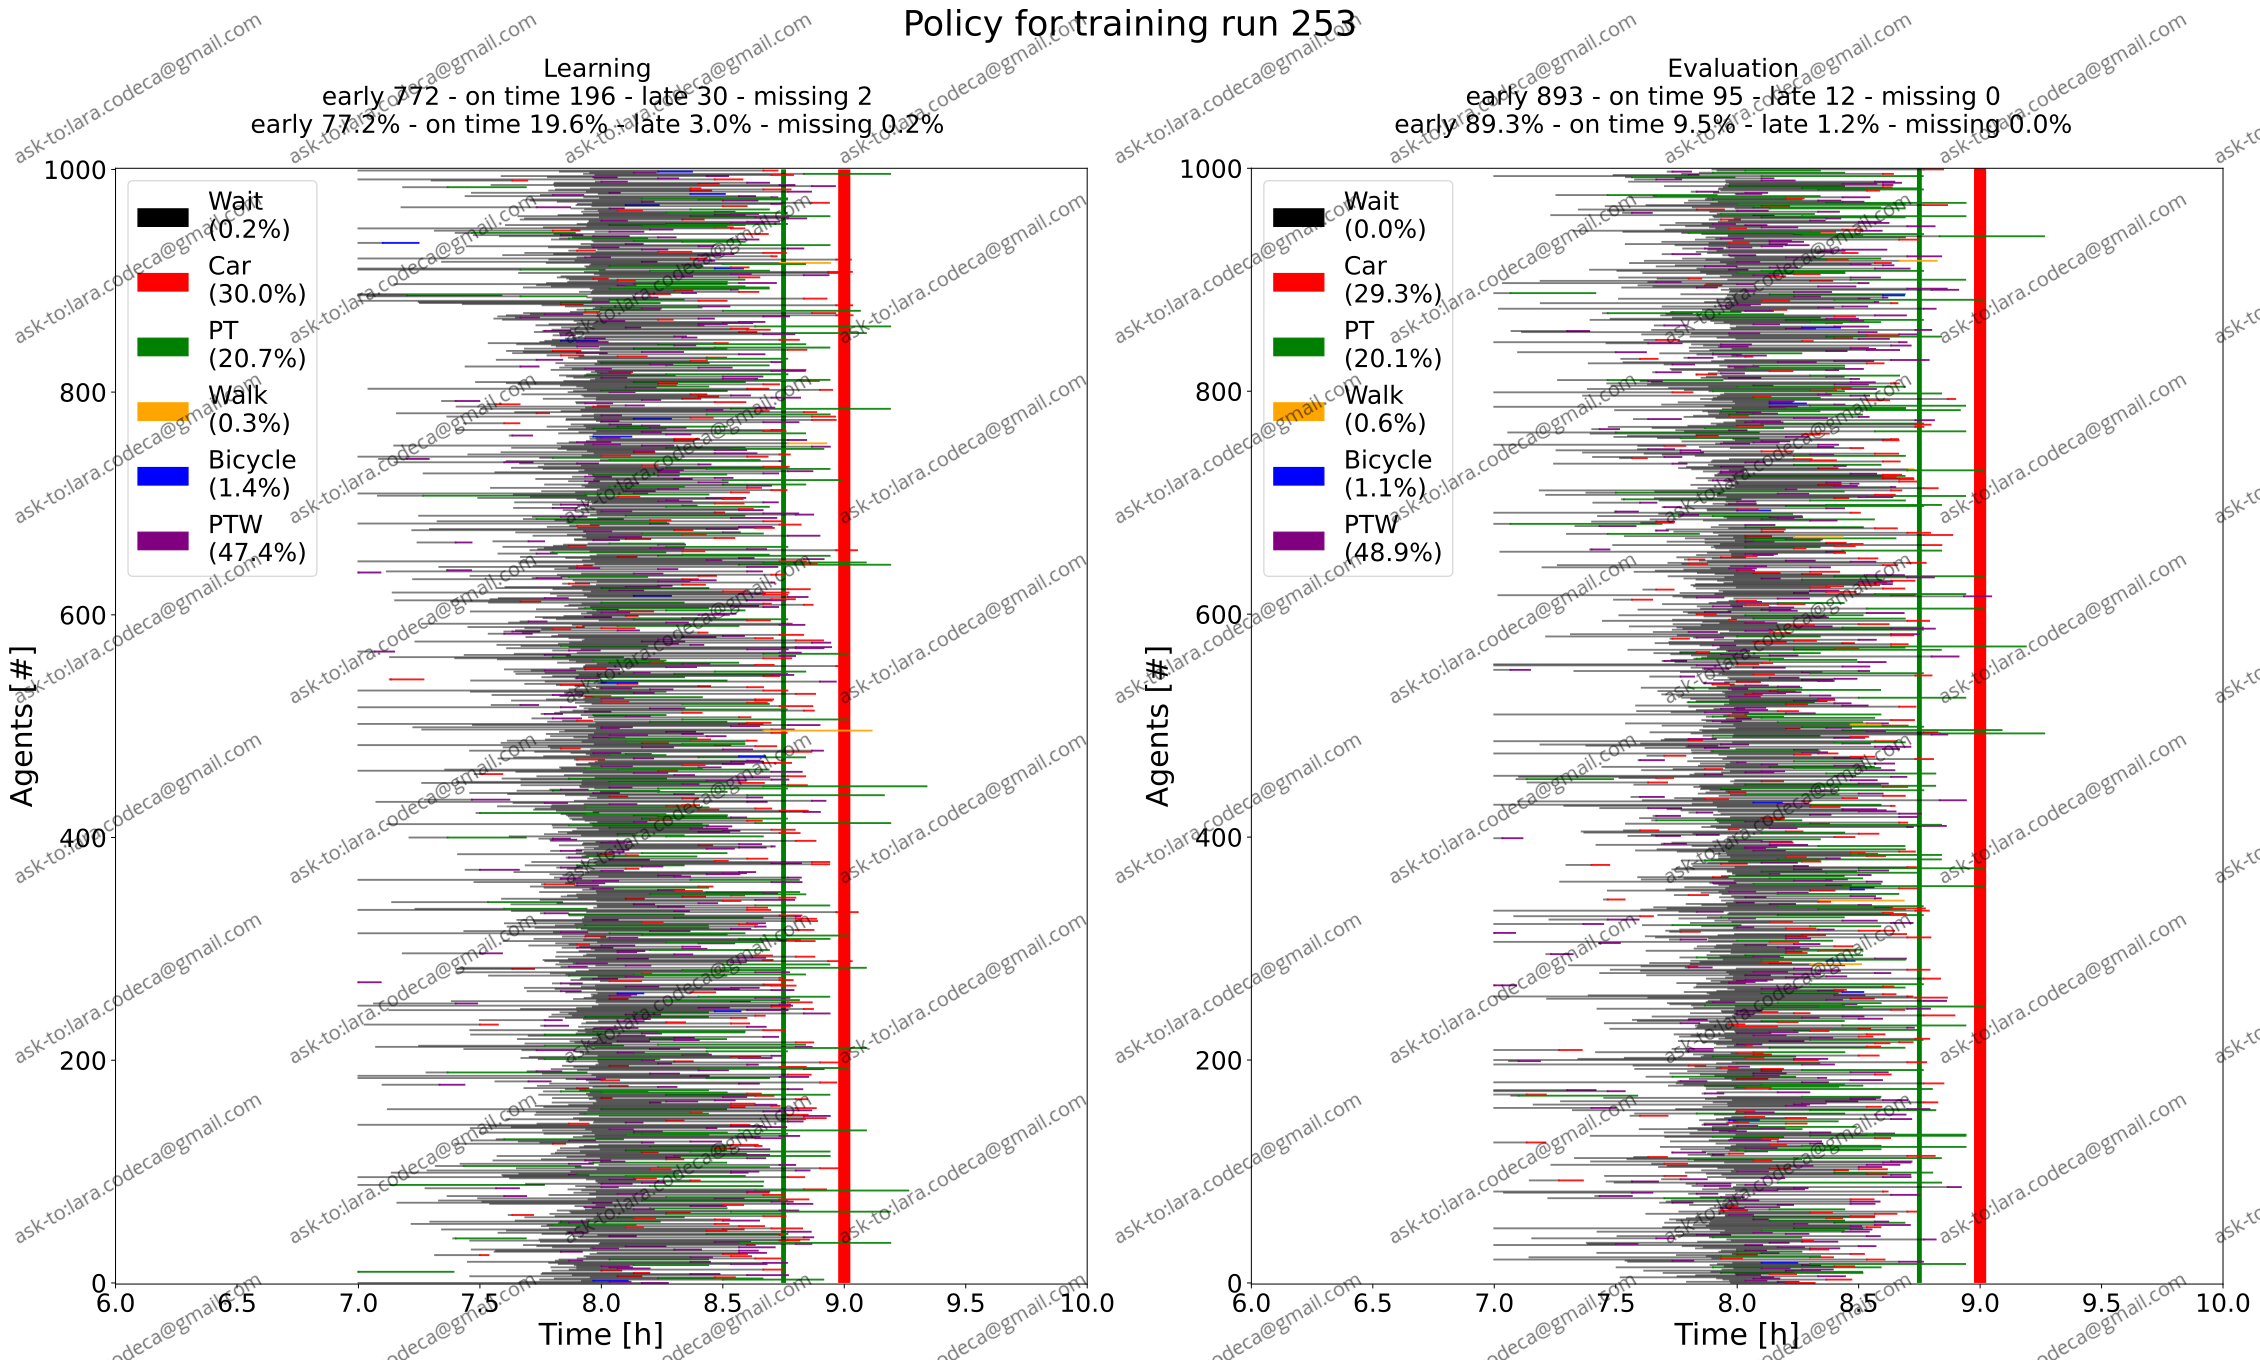 Policy for training run 253
Learning
early 772 - on time 196 - late 30 - missing 2
early 77.2% - on time 19.6% - late 3.0% - missing 0.2%
Evaluation
early 893 - on time 95 - late 12 - missing 0
early 89.3% - on time 9.5% - late 1.2% - missing 0.0%
Agents [#]
1000
800
600
400
200
0
Wait
(0.2%)
Car
(30.0%)
PT
(20.7%)
Walk
(0.3%)
Bicycle
(1.4%)
PTW
(47.4%)
6.0 6.5 7.0 7.5 8.0 8.5 9.0 9.5 10.0
Time [h]
Agents [#]
1000
800
600
400
200
0
Wait
(0.0%)
Car
(29.3%)
PT
(20.1%)
Walk
(0.6%)
Bicycle
(1.1%)
PTW
(48.9%)
6.0 6.5 7.0 7.5 8.0 8.5 9.0 9.5 10.0
Time [h]
ask-to:lara.codeca@gmail.com